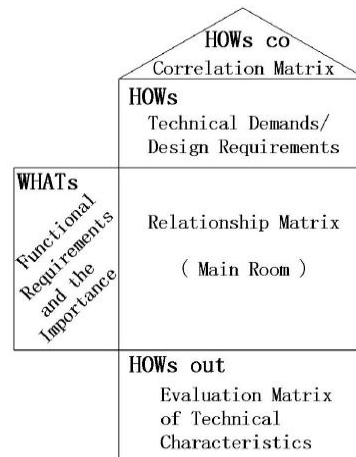 HOWs co
Correlation Matrix
HOWs
Technical Demands/
Design Requirements
WHATs
Functional
Requirements
and the
Importance
Relationship Matrix
( Main Room )
HOWs out
Evaluation Matrix
of Technical
Characteristics